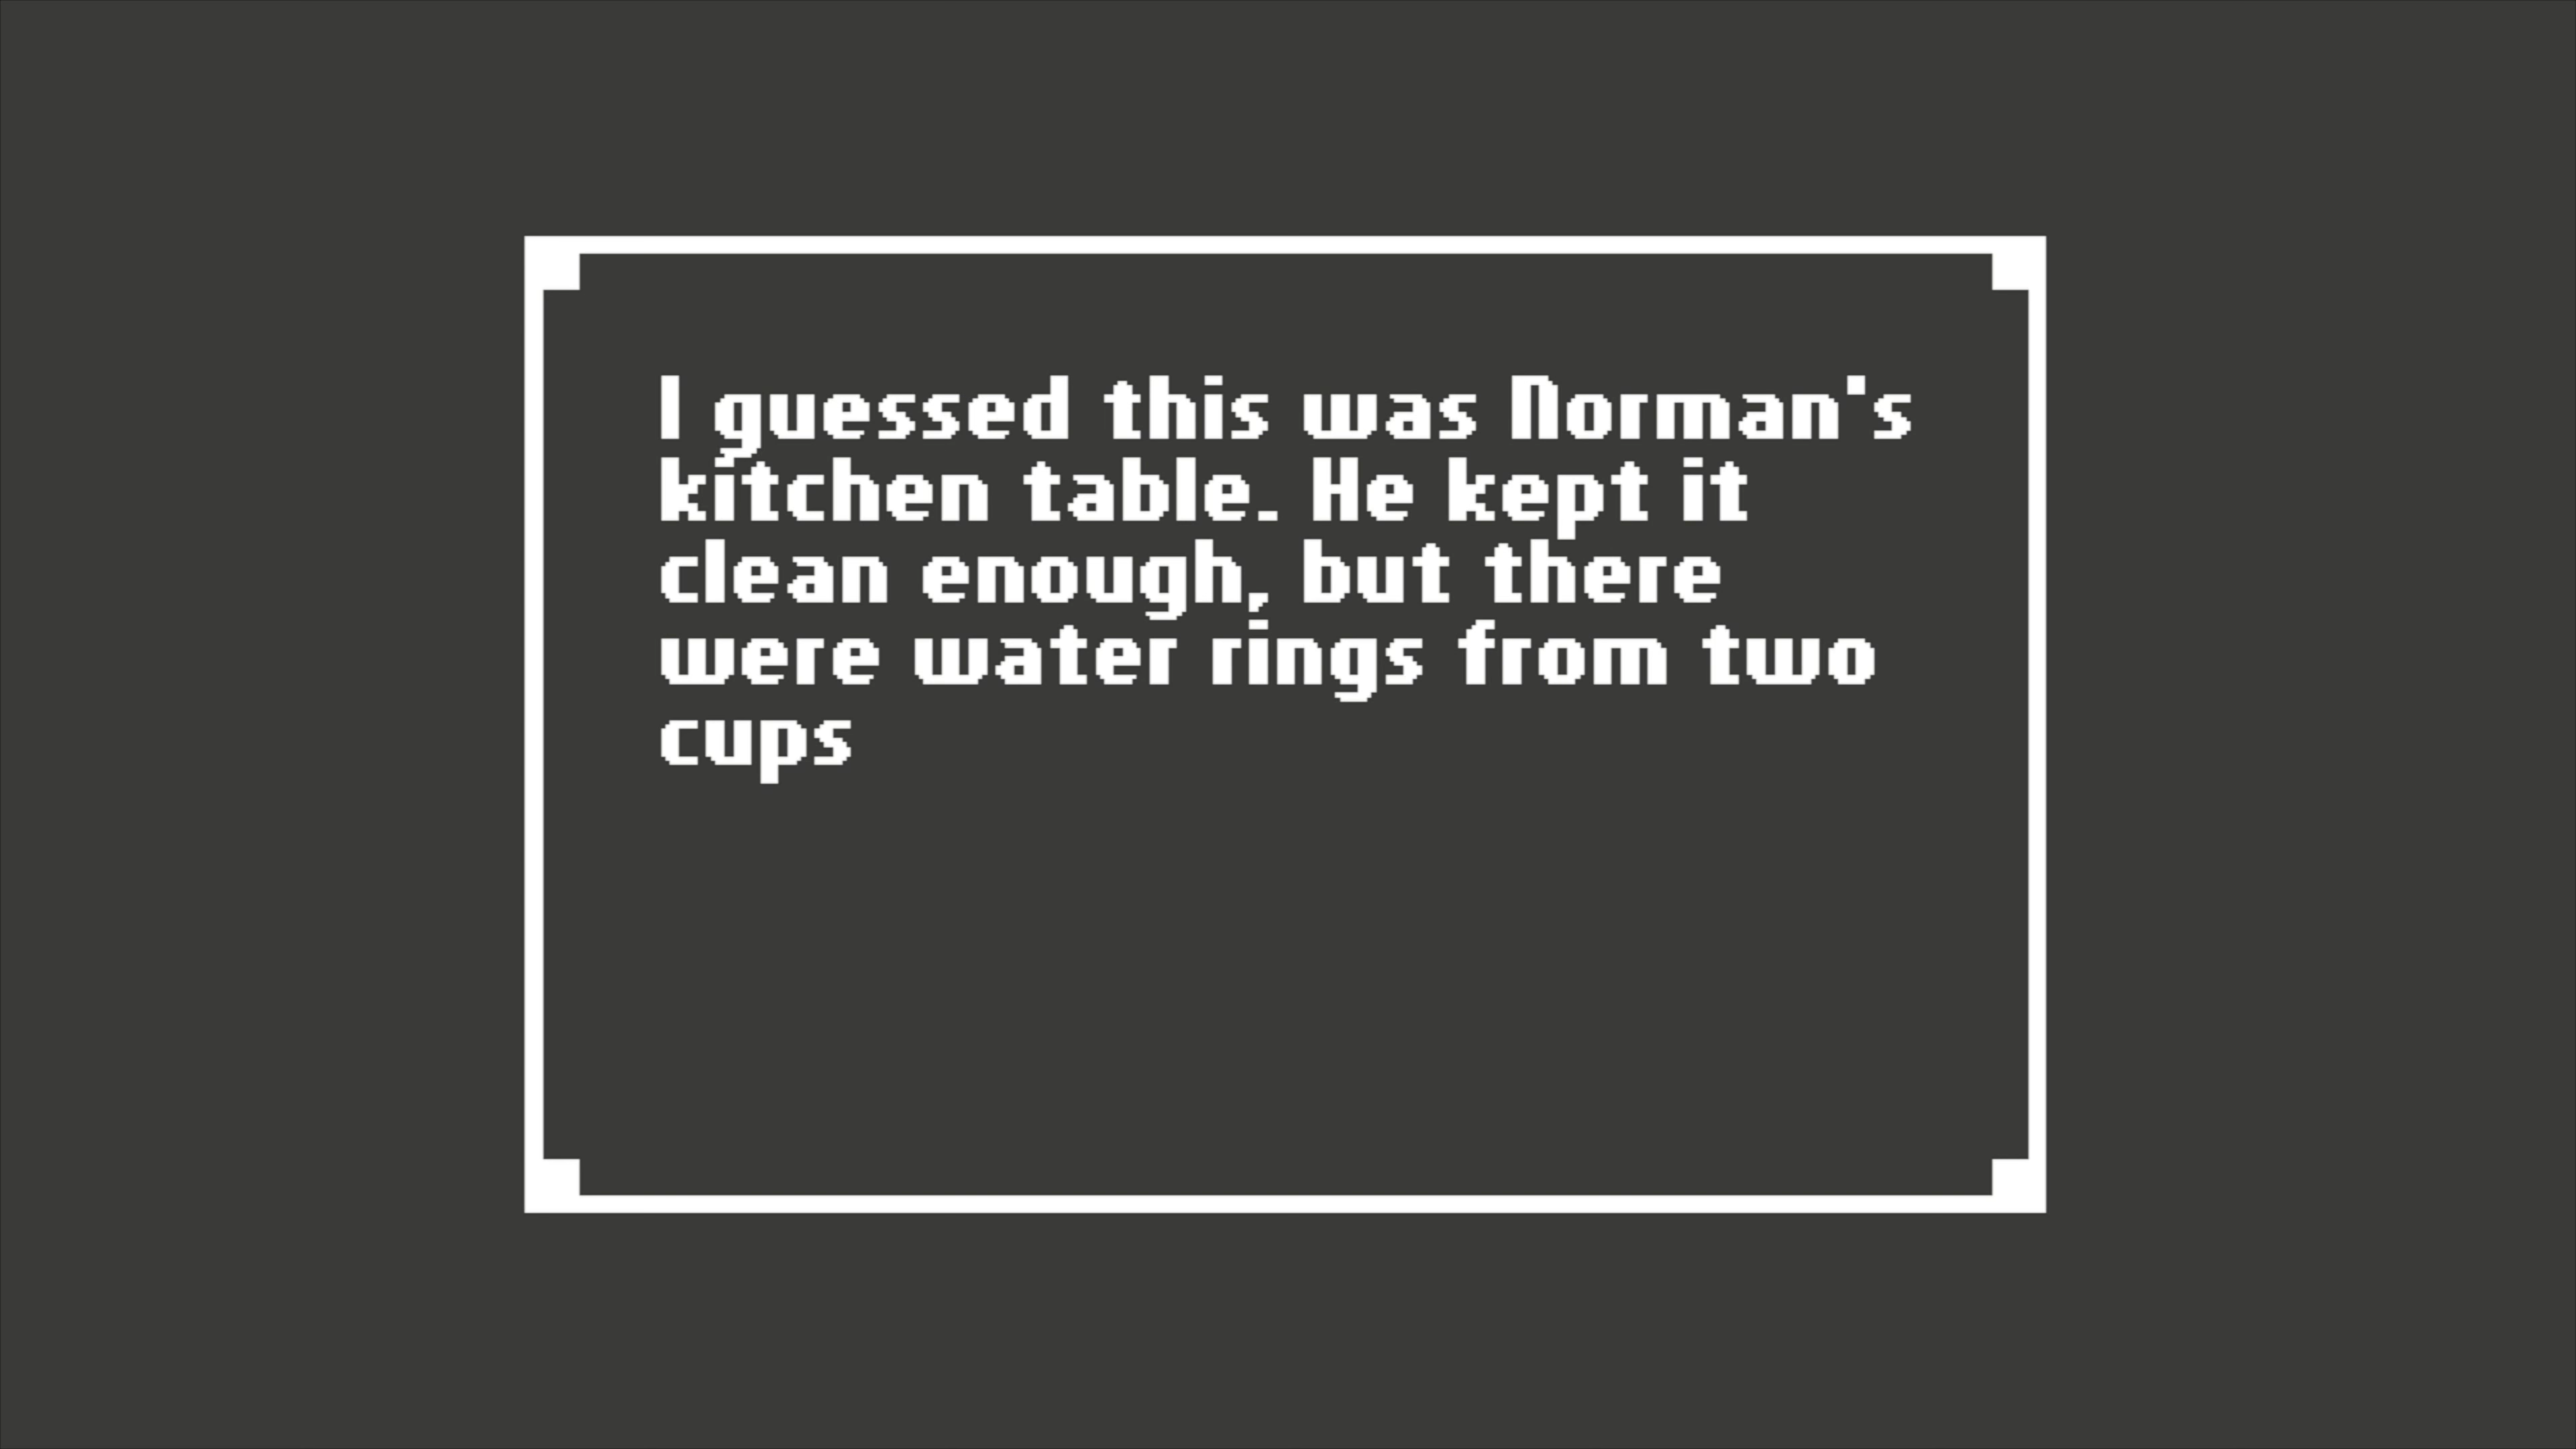 I guessed this was Norman's
kitchen table. He kept it
clean enough, but there
were water rings from two
cups